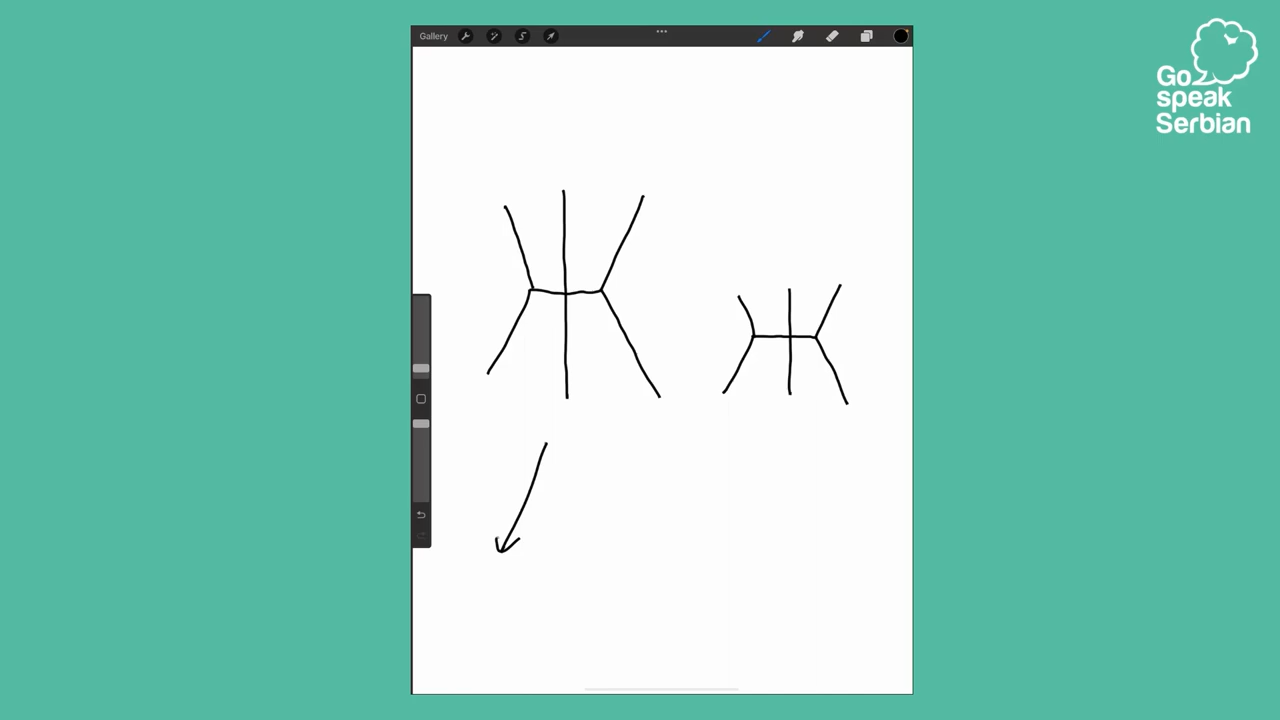 Gallery
Go
speak
Serbian
Ж ж